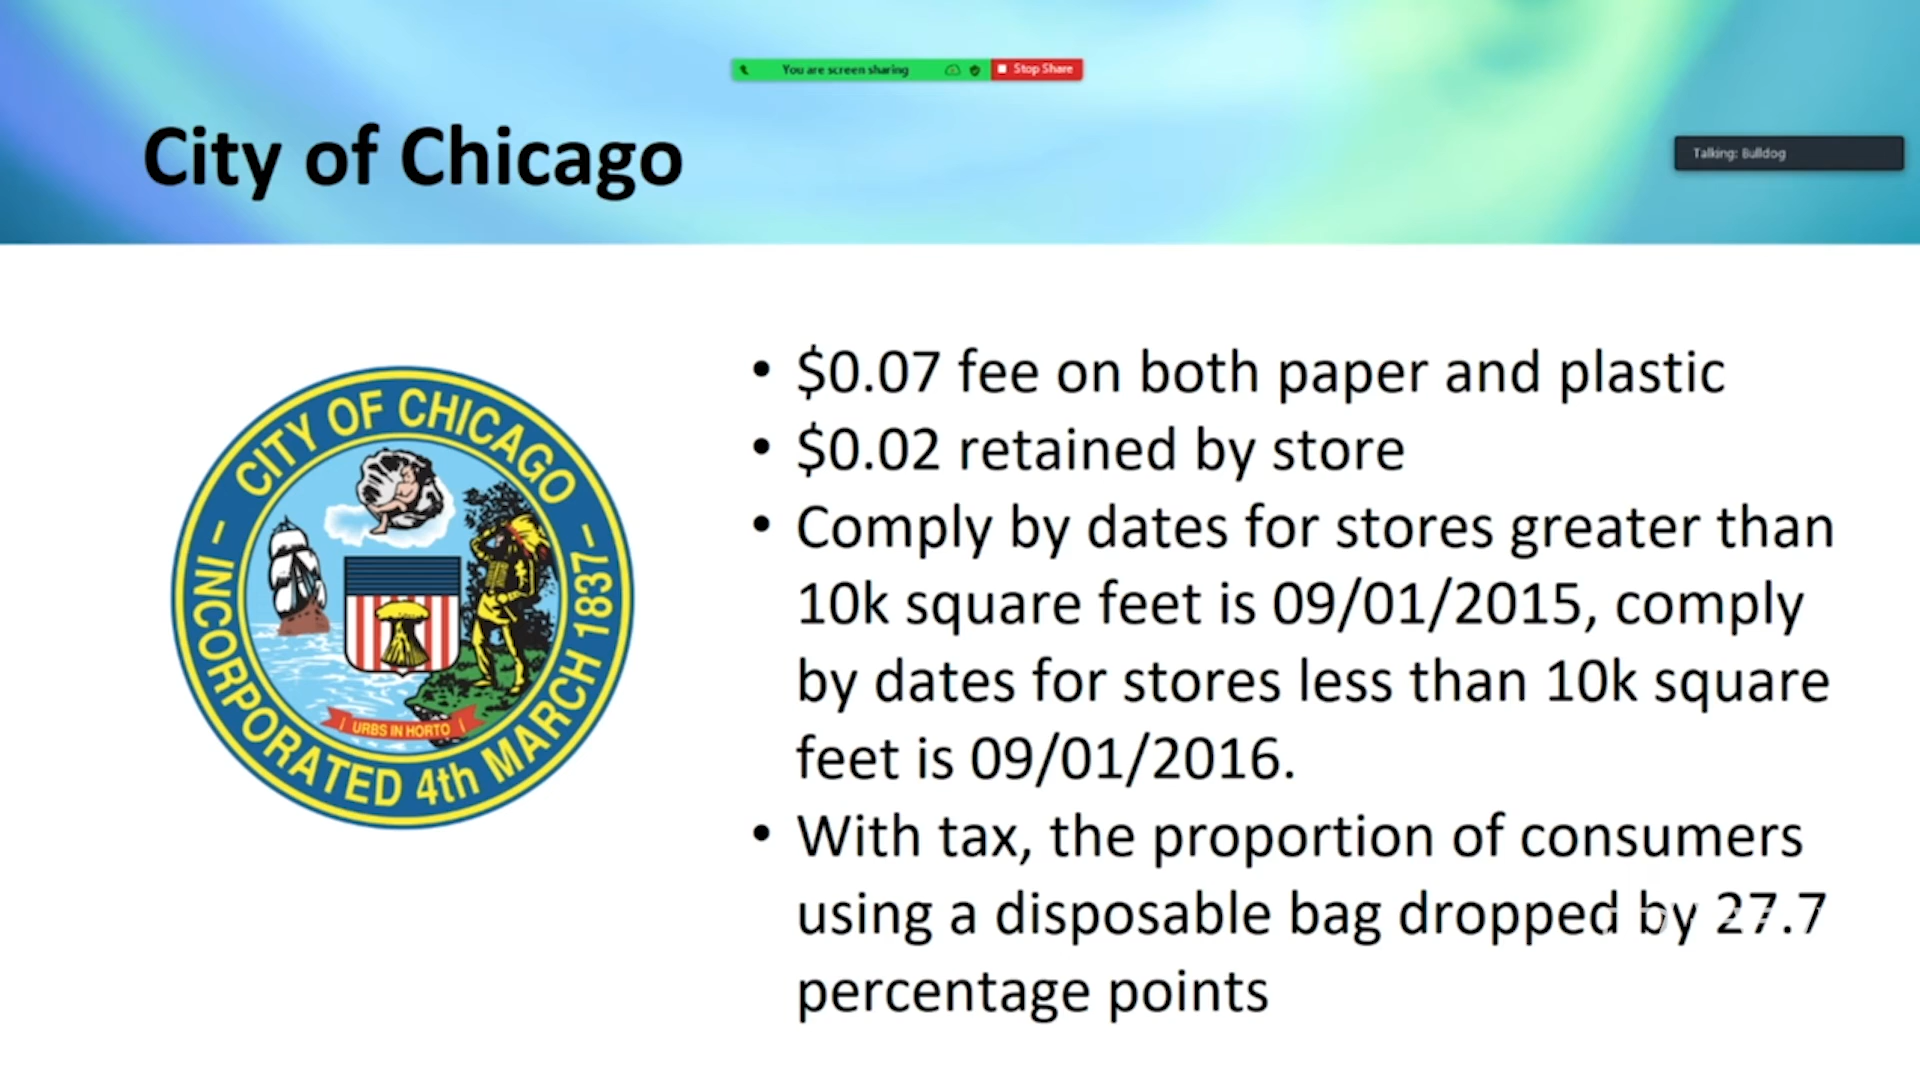 You are screen sharing
Stop Share
City of Chicago
Talking: Bulldog
CITY OF CHICAGO
INCORPORATED 4th MARCH 1837
URBS IN HORTO
• $0.07 fee on both paper and plastic
• $0.02 retained by store
• Comply by dates for stores greater than
10k square feet is 09/01/2015, comply
by dates for stores less than 10k square
feet is 09/01/2016.
• With tax, the proportion of consumers
using a disposable bag dropped by 27.7
percentage points